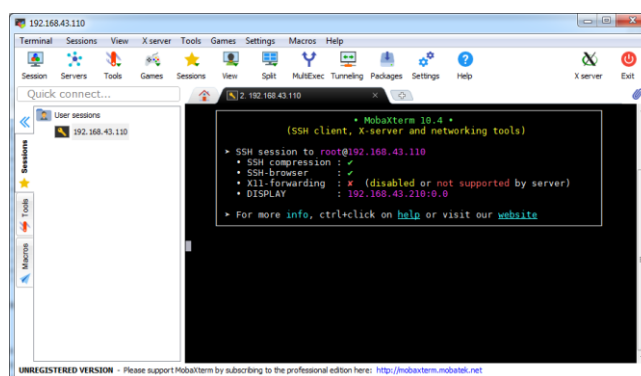 192.168.43.110
Terminal Sessions View X server Tools Games Settings Macros Help
Session Servers Tools Games Sessions View Split MultiExec Tunneling Packages Settings Help X server Exit
Quick connect...
2. 192.168.43.110
User sessions
192.168.43.110
Sessions
Tools
Macros
• MobaXterm 10.4 •
(SSH client, X-server and networking tools)
➤ SSH session to root@192.168.43.110
• SSH compression : ✔
• SSH-browser : ✔
• X11-forwarding : ✘ (disabled or not supported by server)
• DISPLAY : 192.168.43.210:0.0
➤ For more info, ctrl+click on help or visit our website
UNREGISTERED VERSION - Please support MobaXterm by subscribing to the professional edition here: http://mobaxterm.mobatek.net